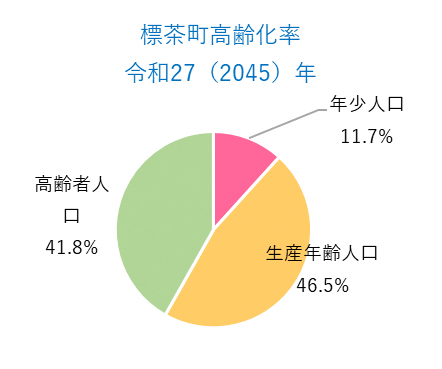 標茶町高齢化率
令和27（2045）年
年少人口
11.7%
高齢者人
口
41.8%
生産年齢人口
46.5%